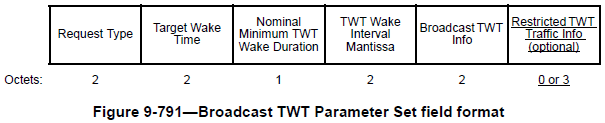 Request Type
Target Wake
Time
Nominal
Minimum TWT
Wake Duration
TWT Wake
Interval
Mantissa
Broadcast TWT
Info
Restricted TWT
Traffic Info
(optional)
Octets: 2 2 1 2 2 0 or 3
Figure 9-791—Broadcast TWT Parameter Set field format